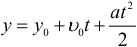 y = y₀ + υ₀t + at²/2